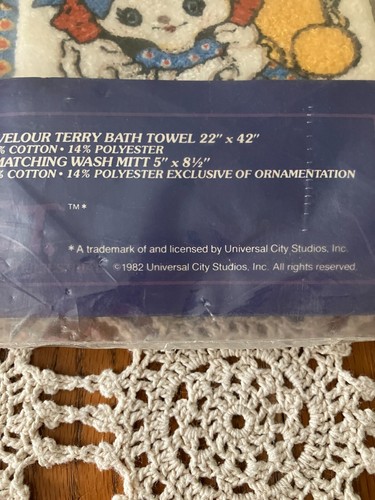 VELOUR TERRY BATH TOWEL 22" x 42"
% COTTON • 14% POLYESTER
MATCHING WASH MITT 5" x 8½"
% COTTON • 14% POLYESTER EXCLUSIVE OF ORNAMENTATION
™*
*A trademark of and licensed by Universal City Studios, Inc.
©1982 Universal City Studios, Inc. All rights reserved.